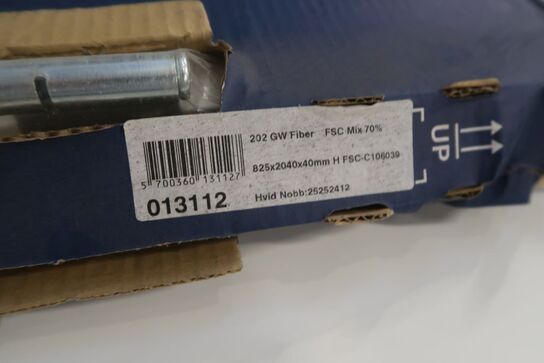 202 GW Fiber FSC Mix 70%
825x2040x40mm H FSC-C106039
5 700360 131127
013112
Hvid Nobb:25252412
UP